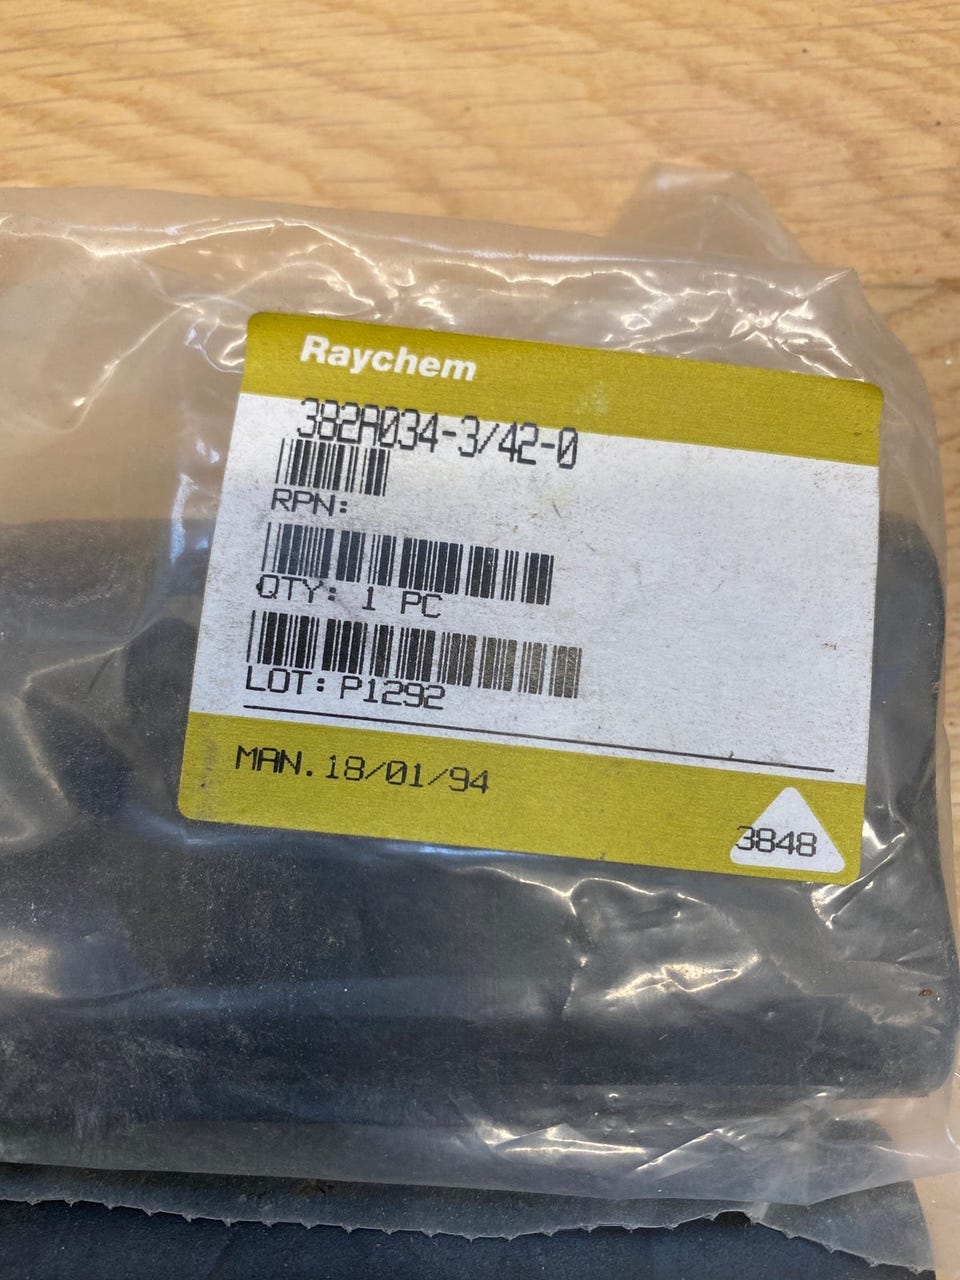 Raychem
382A034-3/42-0
RPN:
QTY: 1 PC
LOT: P1292
MAN. 18/01/94
3848